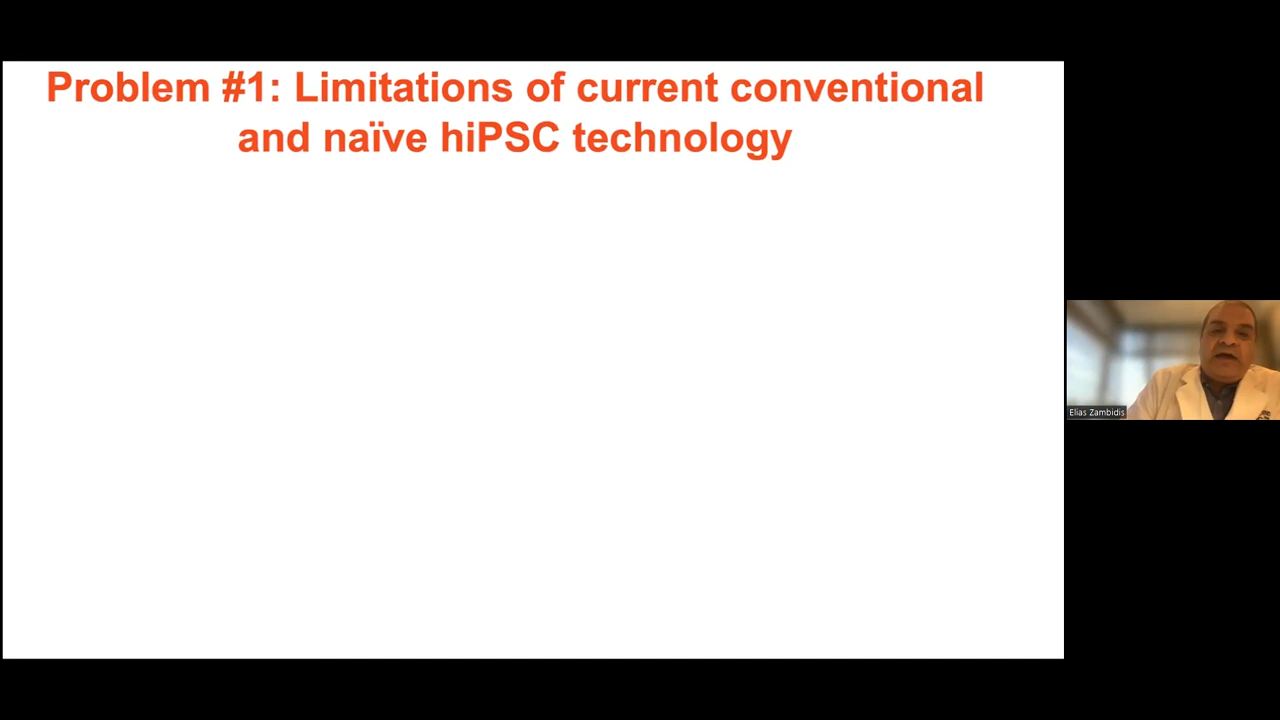 Problem #1: Limitations of current conventional
and naïve hiPSC technology
Elias Zambidis